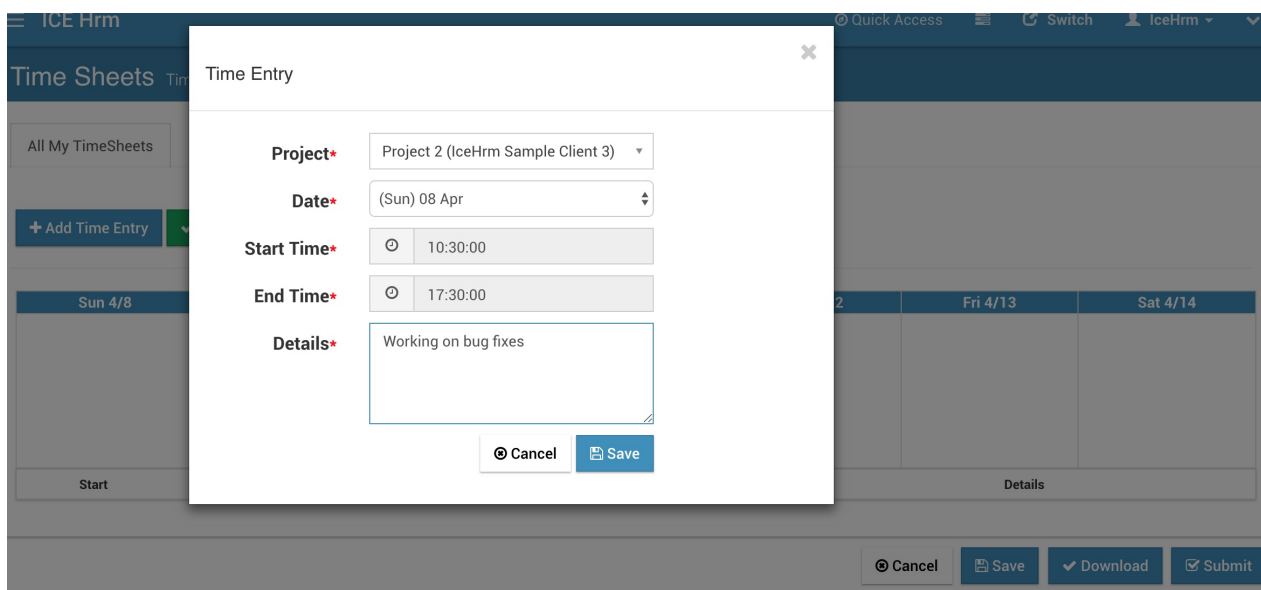 ICE Hrm
Quick Access
Switch
IceHrm
Time Sheets Tim
Time Entry
All My TimeSheets
Project*
Project 2 (IceHrm Sample Client 3)
Date*
(Sun) 08 Apr
Add Time Entry
Start Time*
10:30:00
End Time*
17:30:00
Sun 4/8
2
Fri 4/13
Sat 4/14
Details*
Working on bug fixes
Cancel
Save
Start
Details
Cancel
Save
Download
Submit